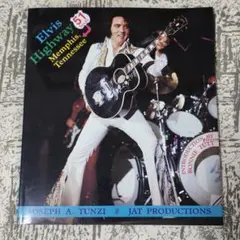 Elvis
Highway 51
Memphis,
Tennessee
JOSEPH A. TUNZI
JAT PRODUCTIONS